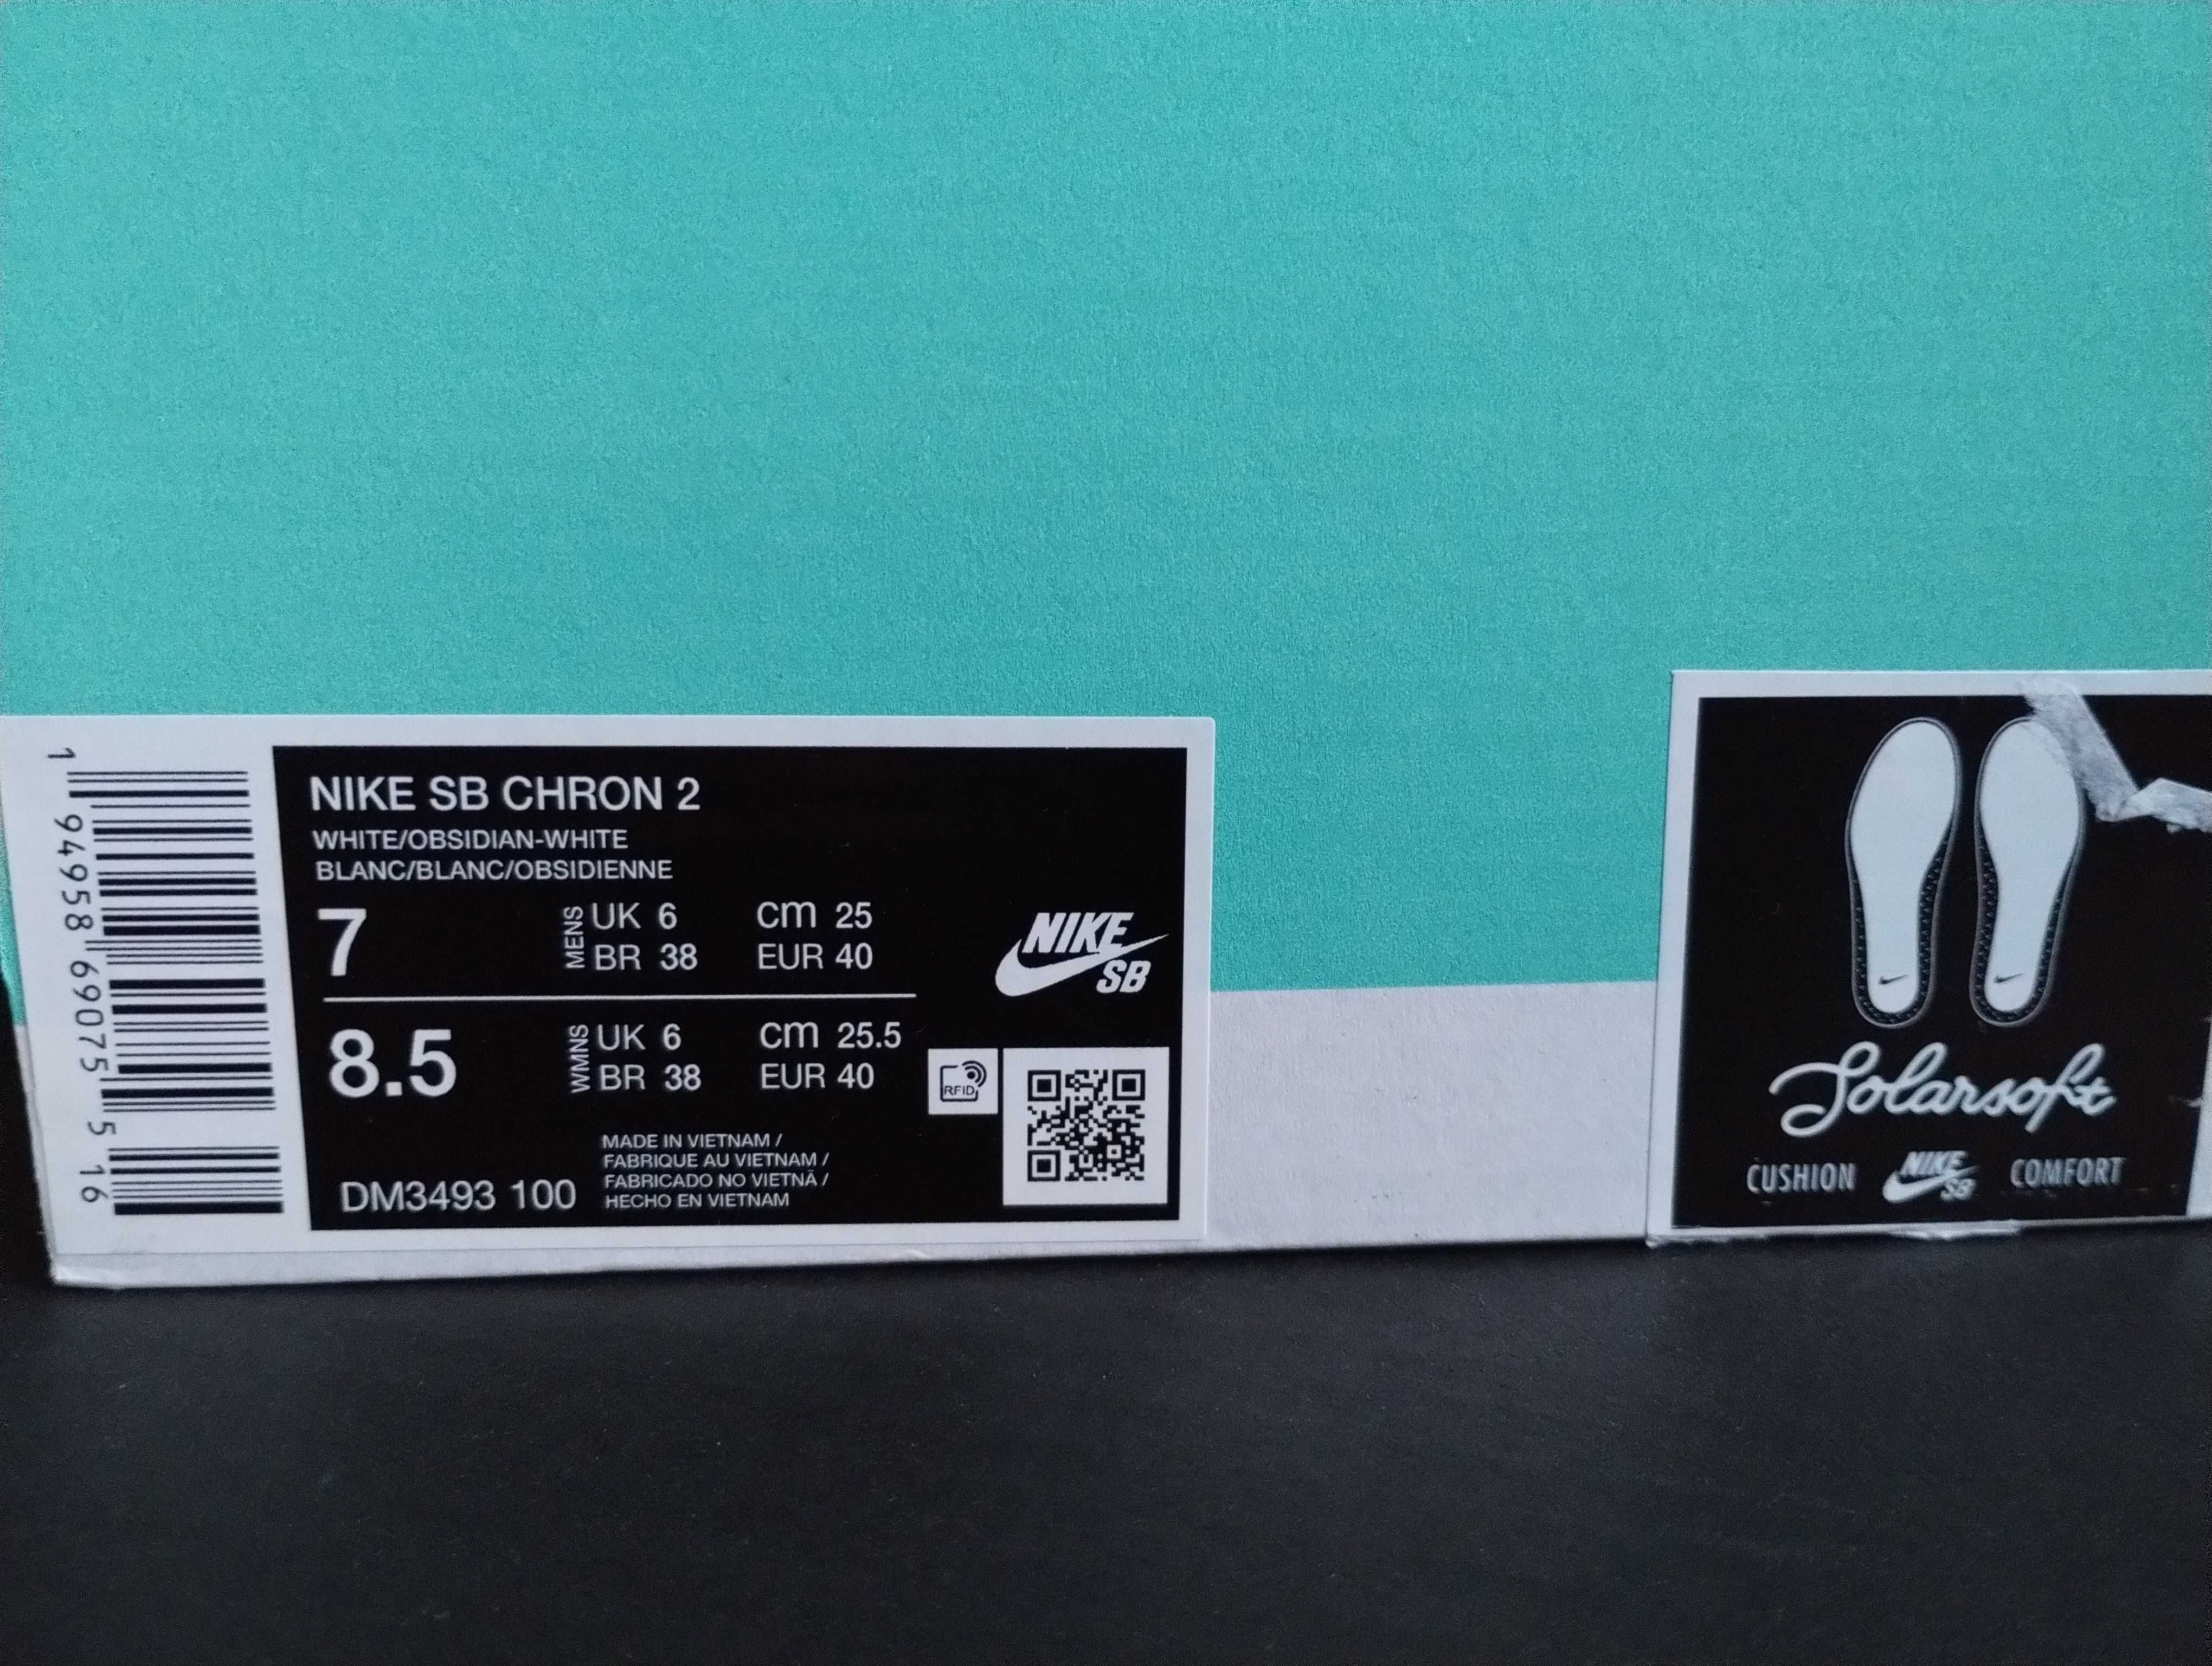 NIKE SB CHRON 2
WHITE/OBSIDIAN-WHITE
BLANC/BLANC/OBSIDIENNE
7 MENS UK 6 cm 25
BR 38 EUR 40
NIKE SB
8.5 WMNS UK 6 cm 25.5
BR 38 EUR 40
RFID
MADE IN VIETNAM /
FABRIQUE AU VIETNAM /
FABRICADO NO VIETNÃ /
HECHO EN VIETNAM
DM3493 100
1 94958 69075 5 16
Solarsoft
CUSHION NIKE SB COMFORT